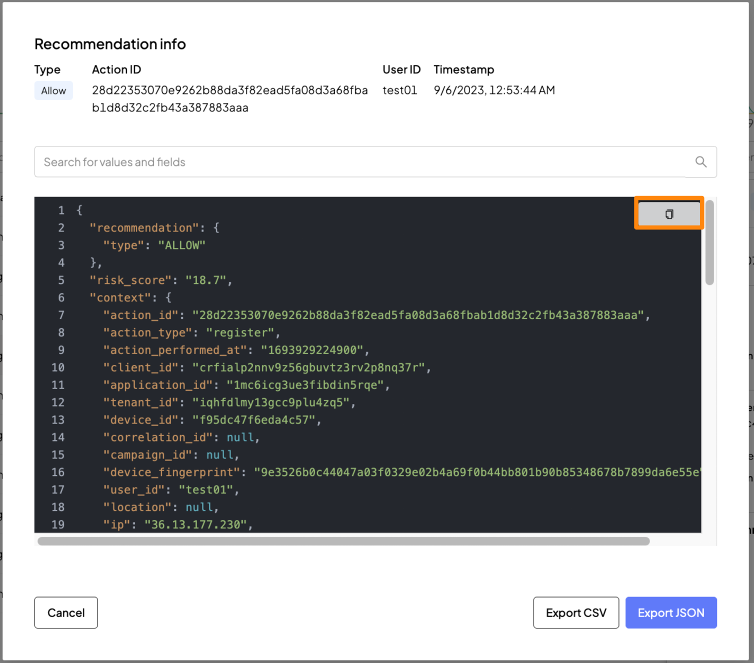 Recommendation info
Type Action ID User ID Timestamp
Allow 28d22353070e9262b88da3f82ead5fa08d3a68fba test01 9/6/2023, 12:53:44 AM
b1d8d32c2fb43a387883aaa
Search for values and fields
1 {
2 "recommendation": {
3 "type": "ALLOW"
4 },
5 "risk_score": "18.7",
6 "context": {
7 "action_id": "28d22353070e9262b88da3f82ead5fa08d3a68fbab1d8d32c2fb43a387883aaa",
8 "action_type": "register",
9 "action_performed_at": "1693929224900",
10 "client_id": "crfialp2nnv9z56gbuvtz3rv2p8nq37r",
11 "application_id": "1mc6icg3ue3fibdin5rqe",
12 "tenant_id": "iqhfdlmy13gcc9plu4zq5",
13 "device_id": "f95dc47f6eda4c57",
14 "correlation_id": null,
15 "campaign_id": null,
16 "device_fingerprint": "9e3526b0c44047a03f0329e02b4a69f0b44bb801b90b85348678b7899da6e55e"
17 "user_id": "test01",
18 "location": null,
19 "ip": "36.13.177.230",
Cancel Export CSV Export JSON